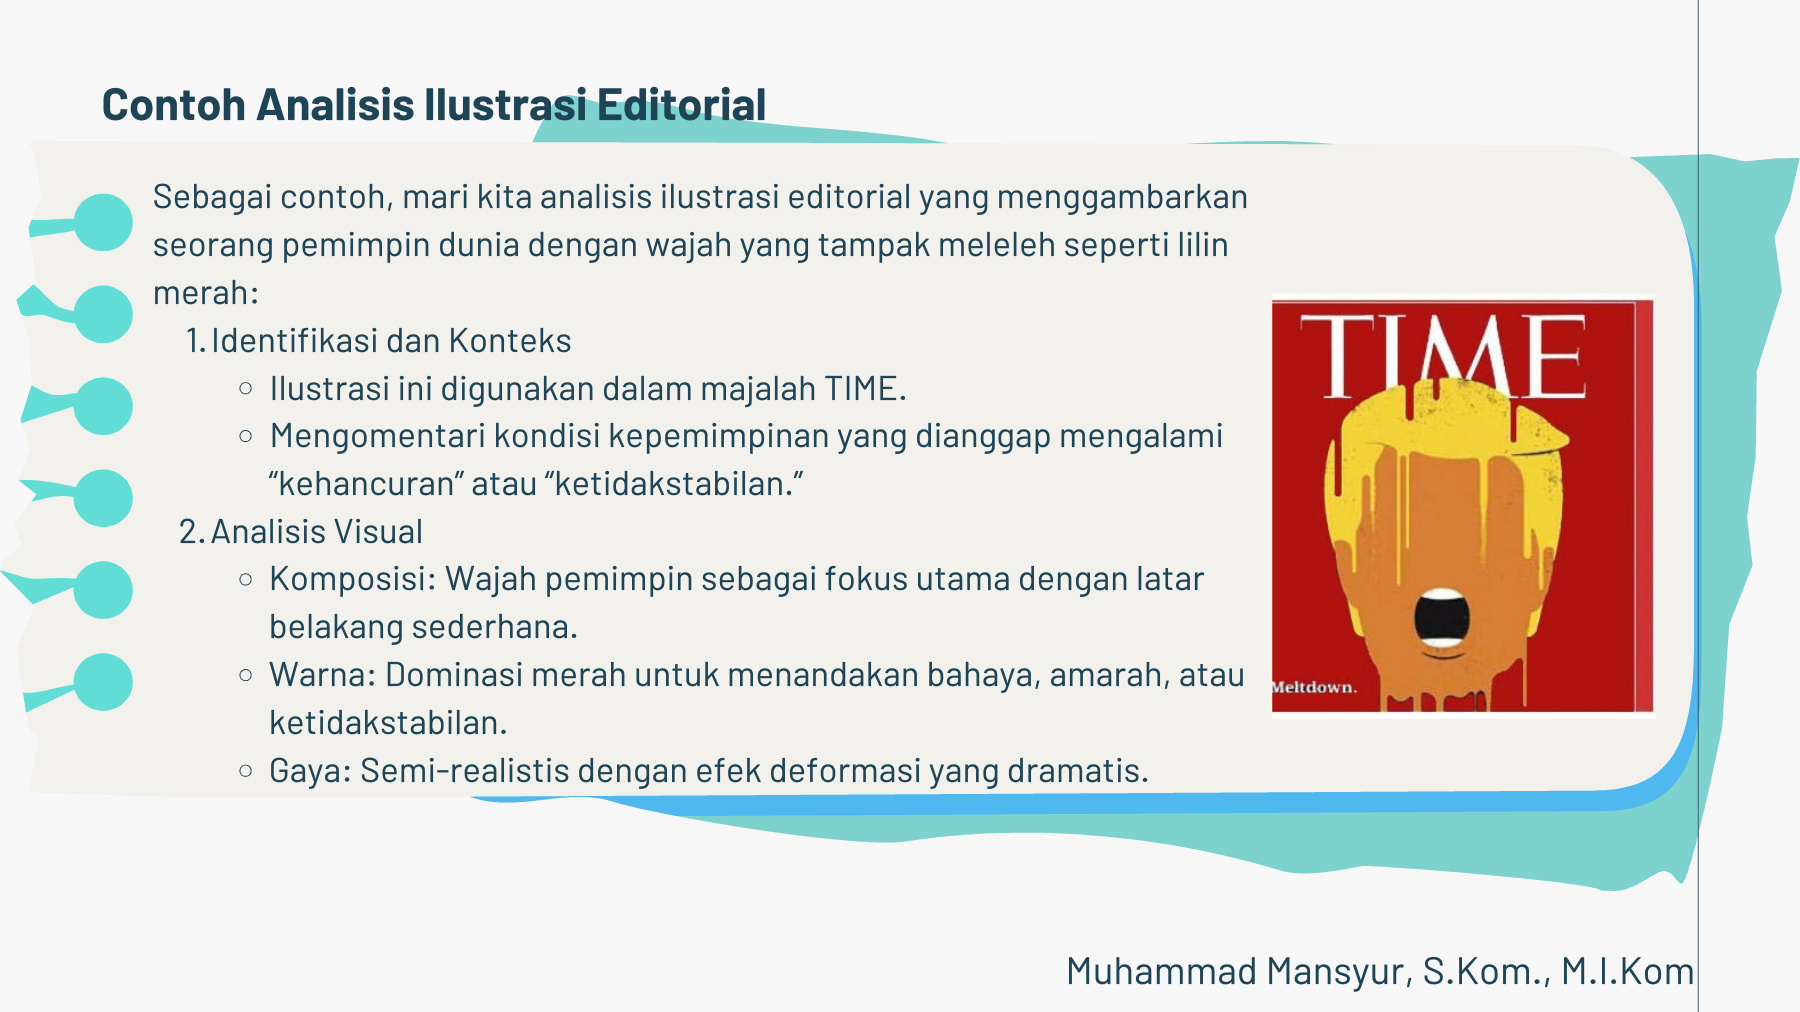 Contoh Analisis Ilustrasi Editorial
Sebagai contoh, mari kita analisis ilustrasi editorial yang menggambarkan
seorang pemimpin dunia dengan wajah yang tampak meleleh seperti lilin
merah:
1. Identifikasi dan Konteks
○ Ilustrasi ini digunakan dalam majalah TIME.
○ Mengomentari kondisi kepemimpinan yang dianggap mengalami
“kehancuran” atau “ketidakstabilan.”
2. Analisis Visual
○ Komposisi: Wajah pemimpin sebagai fokus utama dengan latar
belakang sederhana.
○ Warna: Dominasi merah untuk menandakan bahaya, amarah, atau
ketidakstabilan.
○ Gaya: Semi-realistis dengan efek deformasi yang dramatis.
TIME
Meltdown.
Muhammad Mansyur, S.Kom., M.I.Kom